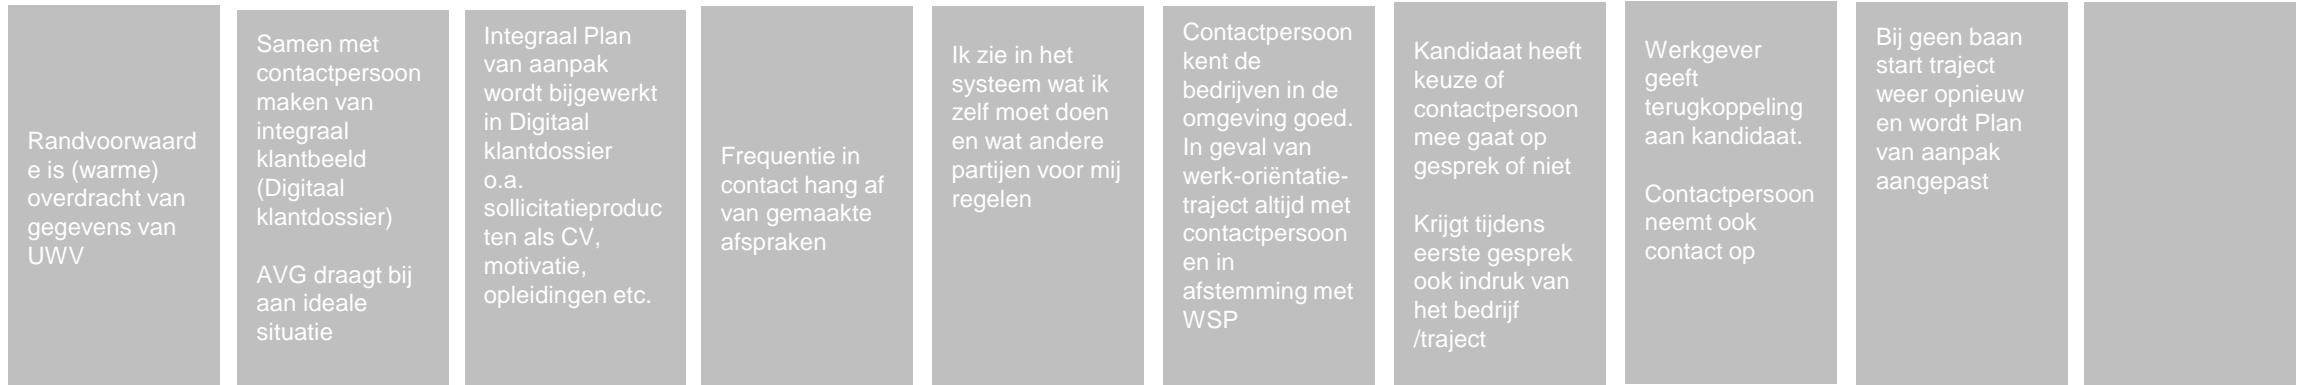 Randvoorwaard
e is (warme)
overdracht van
gegevens van
UWV
Samen met
contactpersoon
maken van
integraal
klantbeeld
(Digitaal
klantdossier)
AVG draagt bij
aan ideale
situatie
Integraal Plan
van aanpak
wordt bijgewerkt
in Digitaal
klantdossier
o.a.
sollicitatieproduc
ten als CV,
motivatie,
opleidingen etc.
Frequentie in
contact hang af
van gemaakte
afspraken
Ik zie in het
systeem wat ik
zelf moet doen
en wat andere
partijen voor mij
regelen
Contactpersoon
kent de
bedrijven in de
omgeving goed.
In geval van
werk-oriëntatie-
traject altijd met
contactpersoon
en in
afstemming met
WSP
Kandidaat heeft
keuze of
contactpersoon
mee gaat op
gesprek of niet
Krijgt tijdens
eerste gesprek
ook indruk van
het bedrijf
/traject
Werkgever
geeft
terugkoppeling
aan kandidaat.
Contactpersoon
neemt ook
contact op
Bij geen baan
start traject
weer opnieuw
en wordt Plan
van aanpak
aangepast